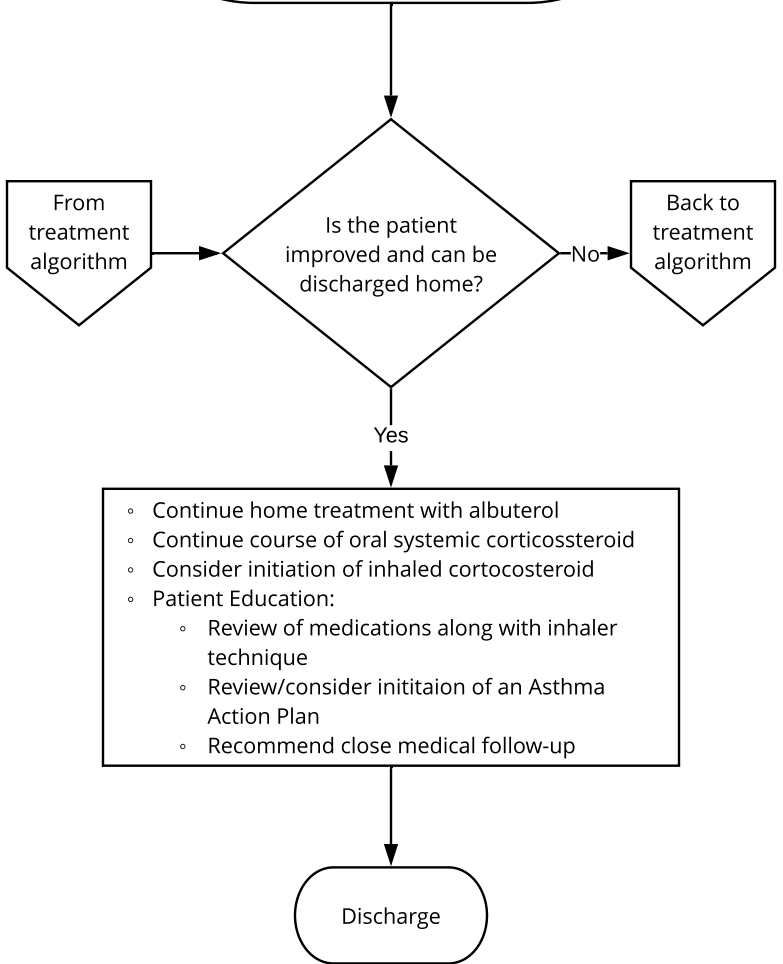 From
treatment
algorithm
Is the patient
improved and can be
discharged home?
No
Back to
treatment
algorithm
Yes
◦ Continue home treatment with albuterol
◦ Continue course of oral systemic corticossteroid
◦ Consider initiation of inhaled cortocosteroid
◦ Patient Education:
◦ Review of medications along with inhaler
technique
◦ Review/consider inititaion of an Asthma
Action Plan
◦ Recommend close medical follow-up
Discharge